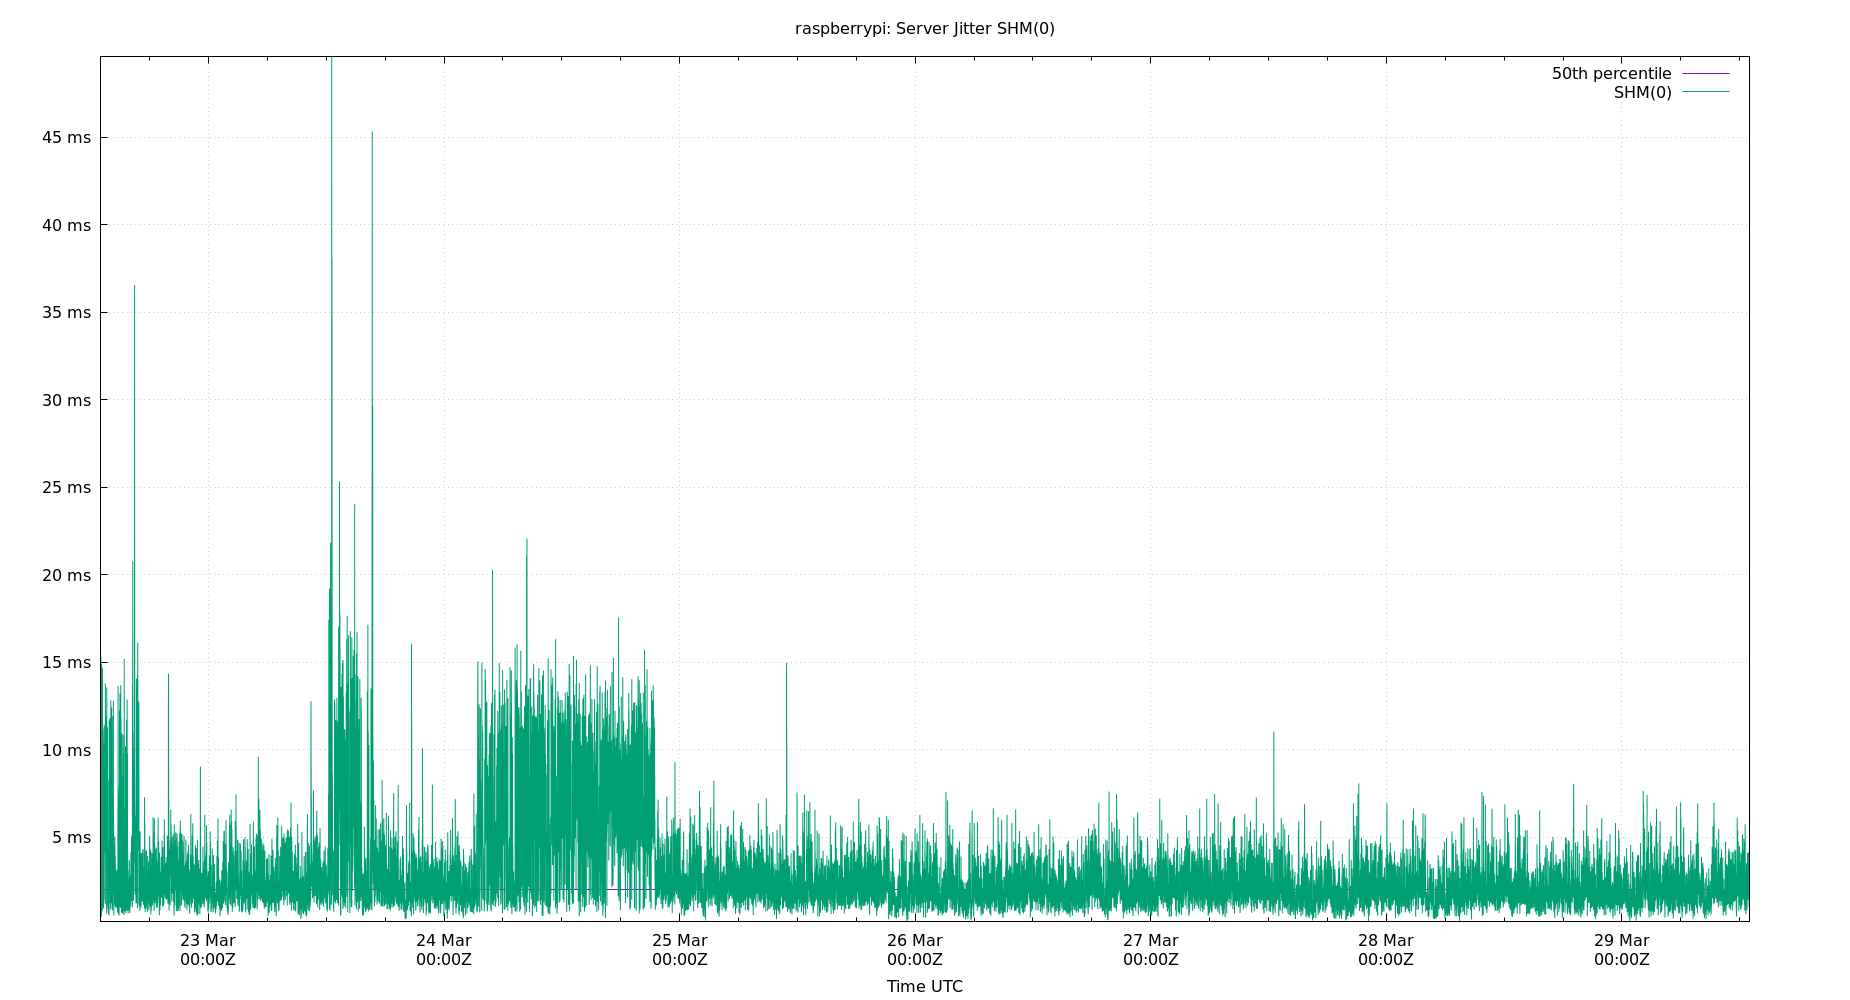 raspberrypi: Server Jitter SHM(0)
50th percentile
SHM(0)
45 ms
40 ms
35 ms
30 ms
25 ms
20 ms
15 ms
10 ms
5 ms
23 Mar 24 Mar 25 Mar 26 Mar 27 Mar 28 Mar 29 Mar
00:00Z 00:00Z 00:00Z 00:00Z 00:00Z 00:00Z 00:00Z
Time UTC